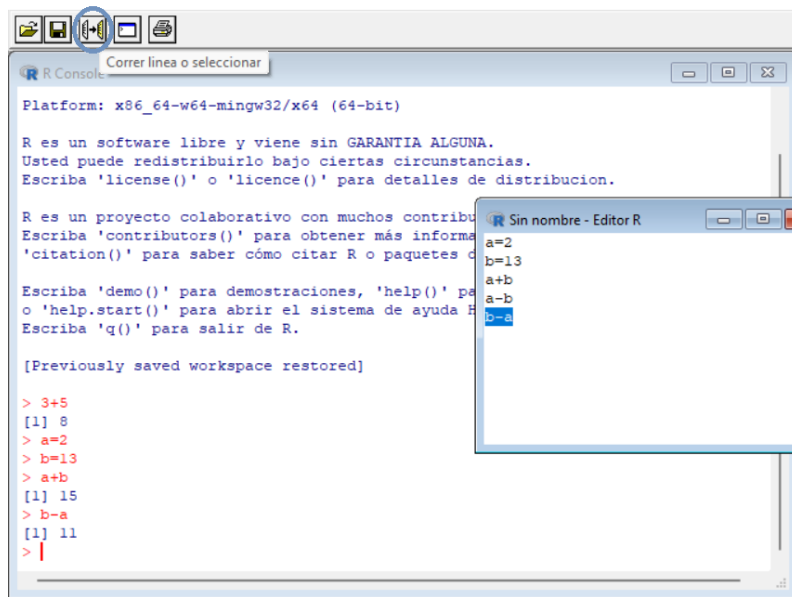 Correr linea o seleccionar
R Console
Platform: x86_64-w64-mingw32/x64 (64-bit)
R es un software libre y viene sin GARANTIA ALGUNA.
Usted puede redistribuirlo bajo ciertas circunstancias.
Escriba 'license()' o 'licence()' para detalles de distribucion.
R es un proyecto colaborativo con muchos contribu
Escriba 'contributors()' para obtener más informa
'citation()' para saber cómo citar R o paquetes d
Escriba 'demo()' para demostraciones, 'help()' pa
o 'help.start()' para abrir el sistema de ayuda H
Escriba 'q()' para salir de R.
[Previously saved workspace restored]
> 3+5
[1] 8
> a=2
> b=13
> a+b
[1] 15
> b-a
[1] 11
>
Sin nombre - Editor R
a=2
b=13
a+b
a-b
b-a